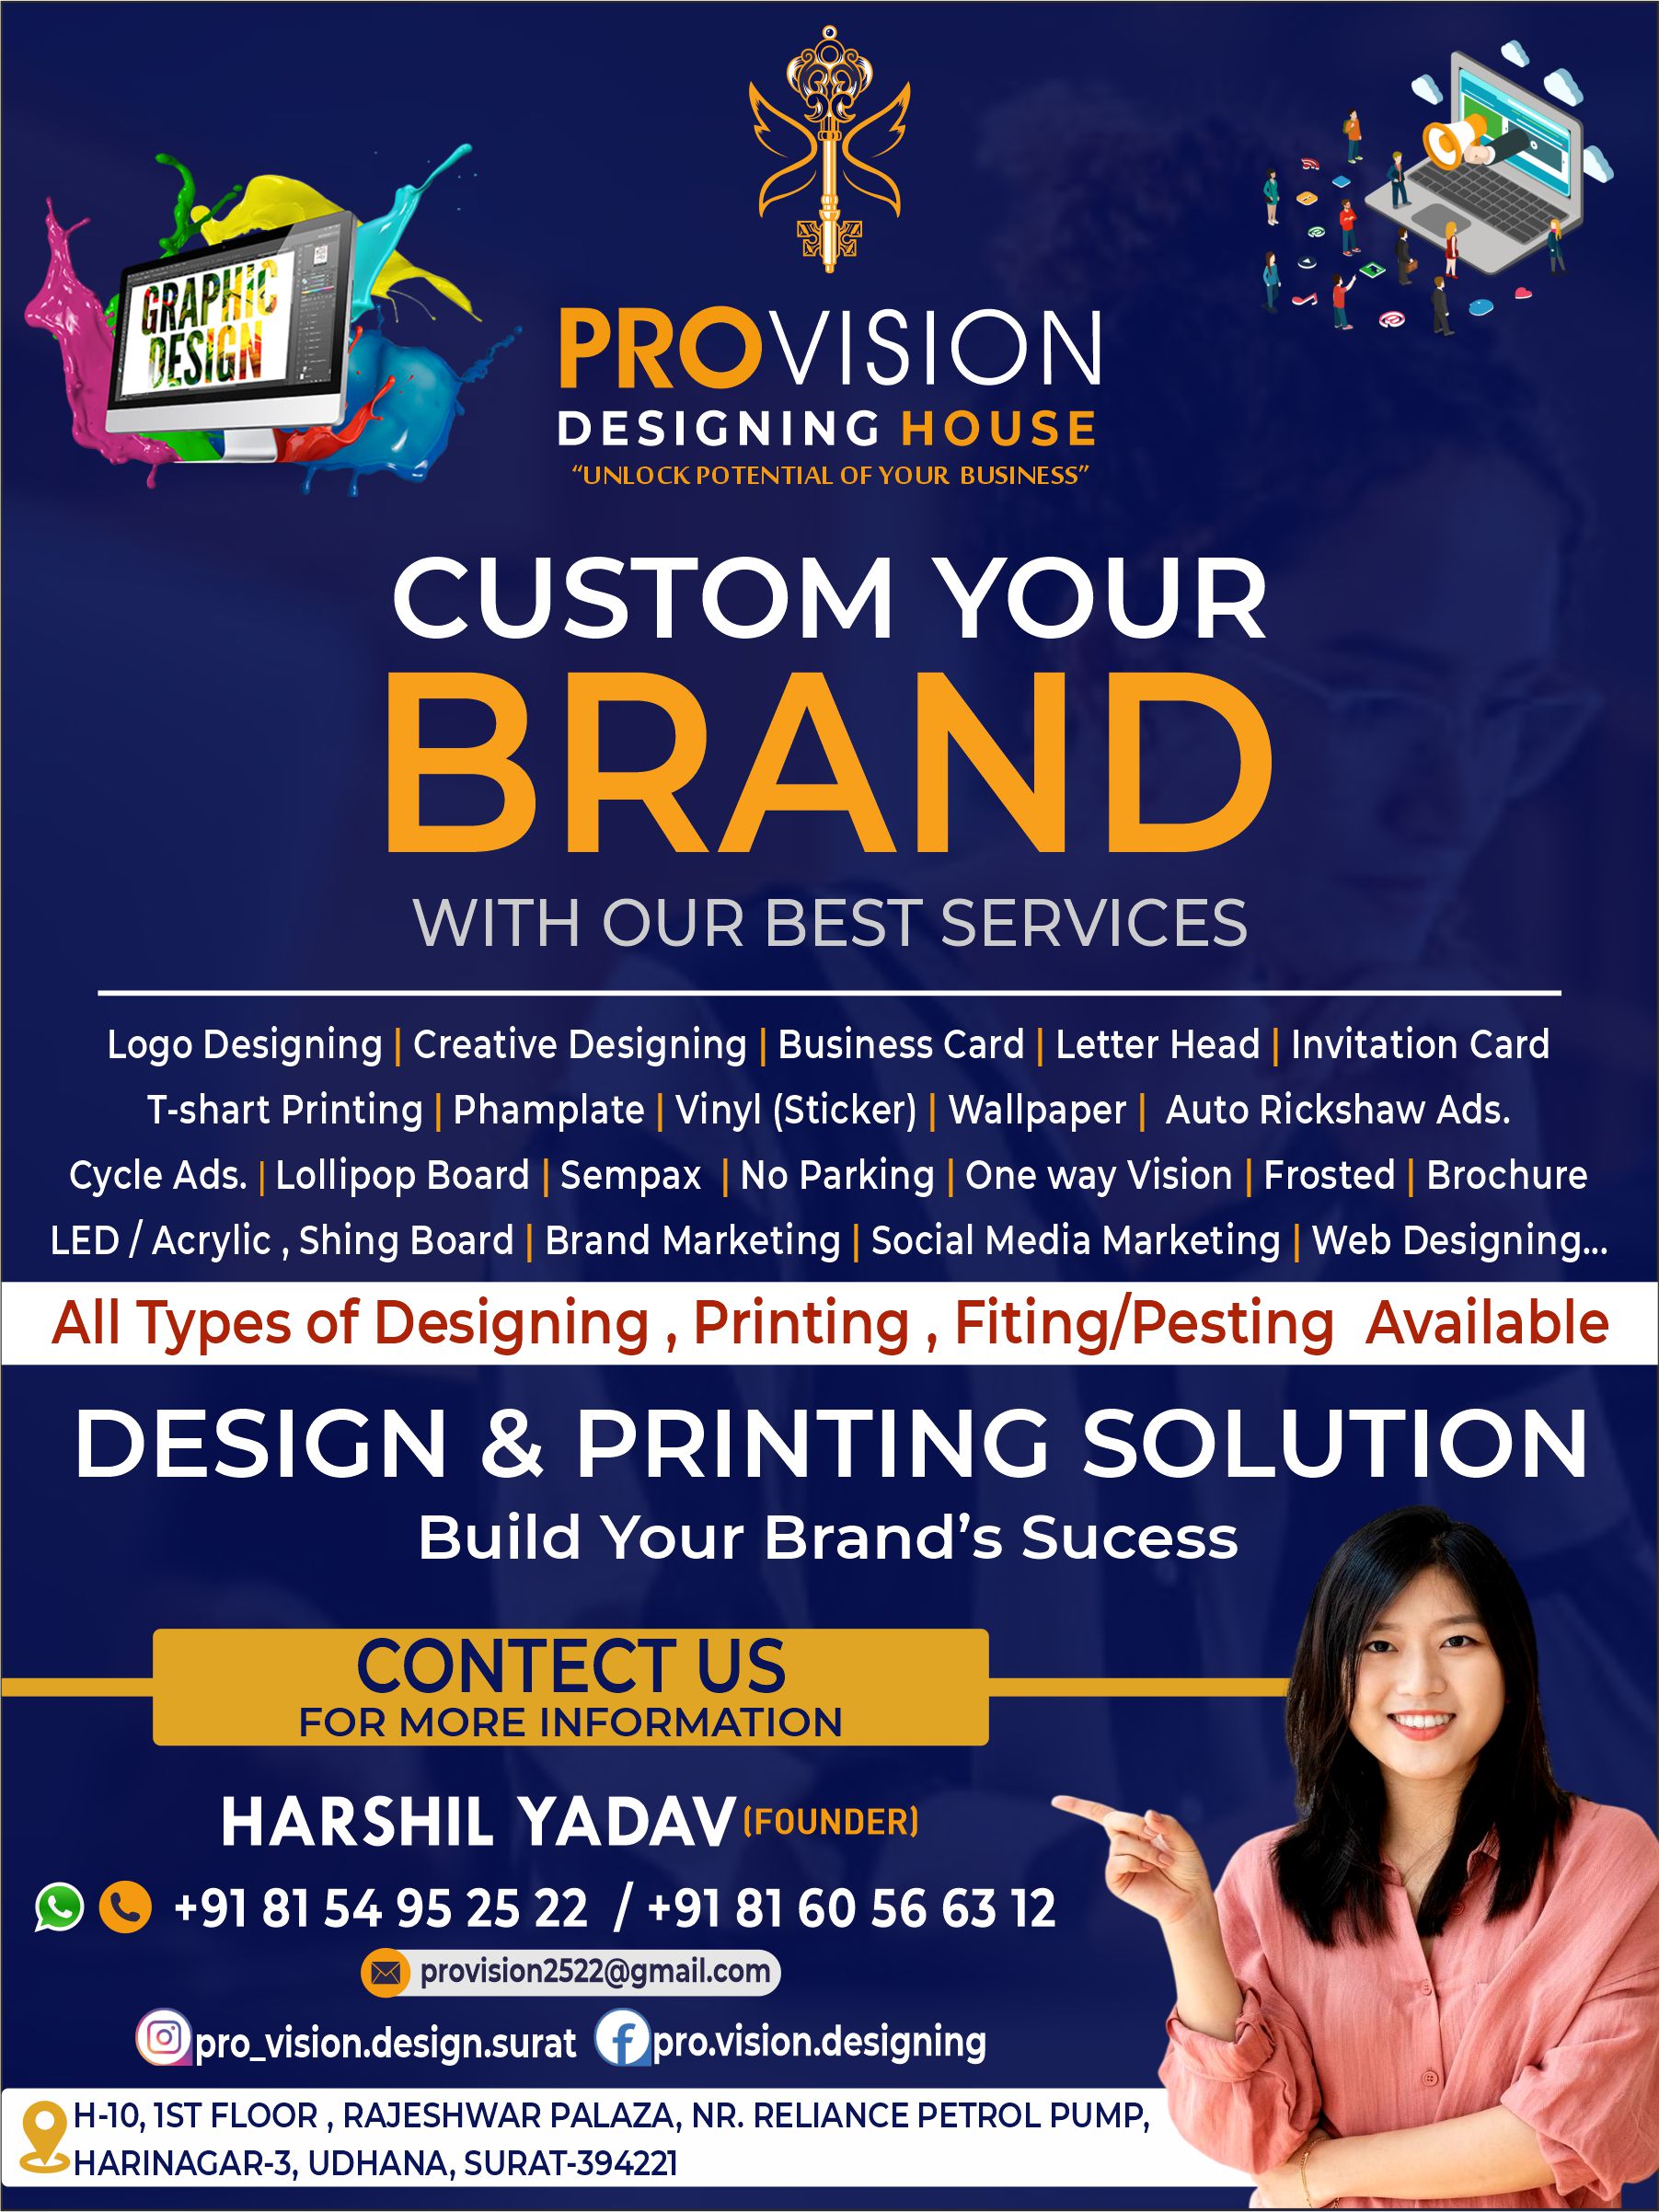 GRAPHIC
DESIGN
PROVISION
DESIGNING HOUSE
“UNLOCK POTENTIAL OF YOUR BUSINESS”
CUSTOM YOUR
BRAND
WITH OUR BEST SERVICES
Logo Designing | Creative Designing | Business Card | Letter Head | Invitation Card
T-shart Printing | Phamplate | Vinyl (Sticker) | Wallpaper | Auto Rickshaw Ads.
Cycle Ads. | Lollipop Board | Sempax | No Parking | One way Vision | Frosted | Brochure
LED / Acrylic , Shing Board | Brand Marketing | Social Media Marketing | Web Designing...
All Types of Designing , Printing , Fiting/Pesting Available
DESIGN & PRINTING SOLUTION
Build Your Brand’s Sucess
CONTECT US
FOR MORE INFORMATION
HARSHIL YADAV (FOUNDER)
+91 81 54 95 25 22 / +91 81 60 56 63 12
provision2522@gmail.com
pro_vision.design.surat pro.vision.designing
H-10, 1ST FLOOR , RAJESHWAR PALAZA, NR. RELIANCE PETROL PUMP,
HARINAGAR-3, UDHANA, SURAT-394221